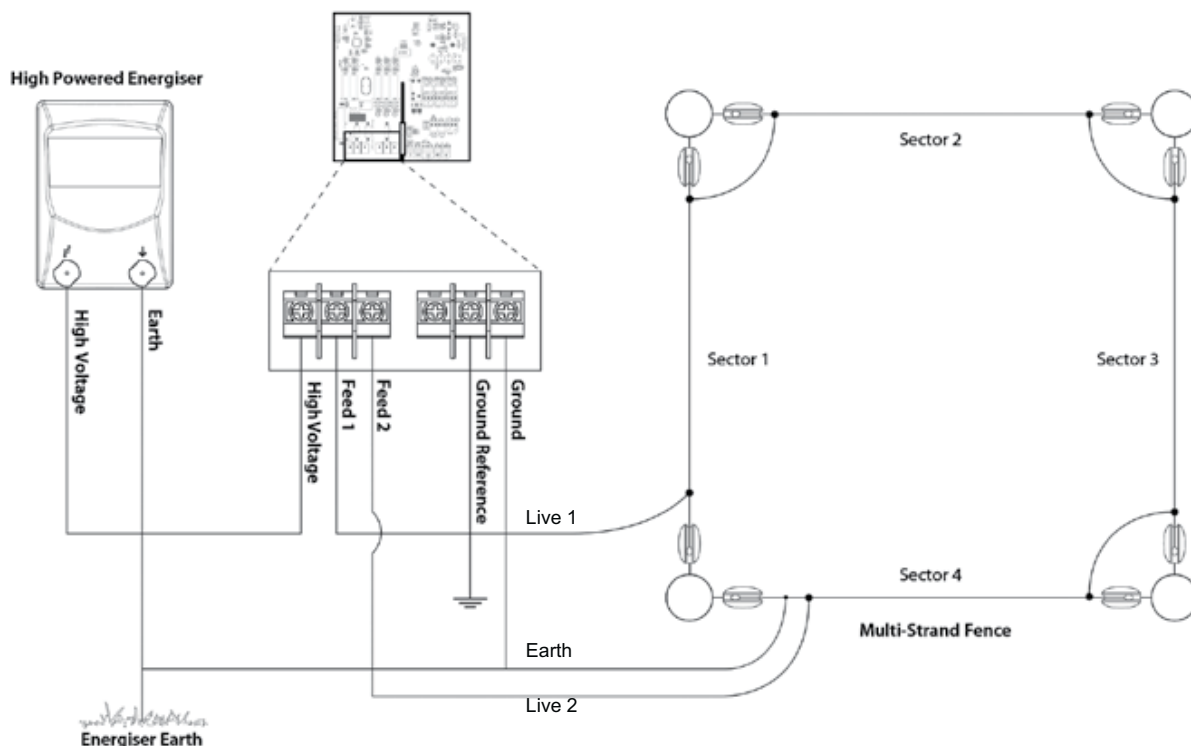 High Powered Energiser
High Voltage
Earth
High Voltage
Feed 1
Feed 2
Ground Reference
Ground
Live 1
Earth
Live 2
Energiser Earth
Sector 2
Sector 1
Sector 3
Sector 4
Multi-Strand Fence